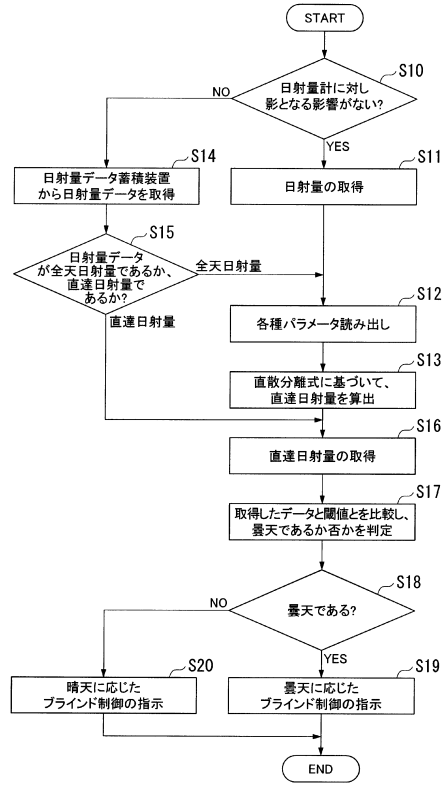 START
S10
日射量計に対し
影となる影響がない?
NO
YES
S14
日射量データ蓄積装置
から日射量データを取得
S11
日射量の取得
S15
日射量データ
が全天日射量であるか、
直達日射量で
あるか?
全天日射量
直達日射量
S12
各種パラメータ読み出し
S13
直散分離式に基づいて、
直達日射量を算出
S16
直達日射量の取得
S17
取得したデータと閾値とを比較し、
曇天であるか否かを判定
S18
曇天である?
NO
YES
S20
晴天に応じた
ブラインド制御の指示
S19
曇天に応じた
ブラインド制御の指示
END